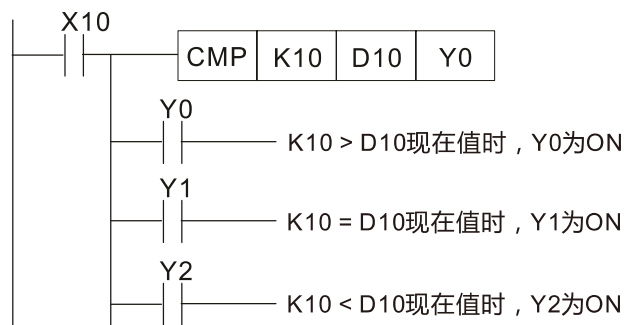 X10
CMP K10 D10 Y0
Y0
K10 > D10现在值时，Y0为ON
Y1
K10 = D10现在值时，Y1为ON
Y2
K10 < D10现在值时，Y2为ON